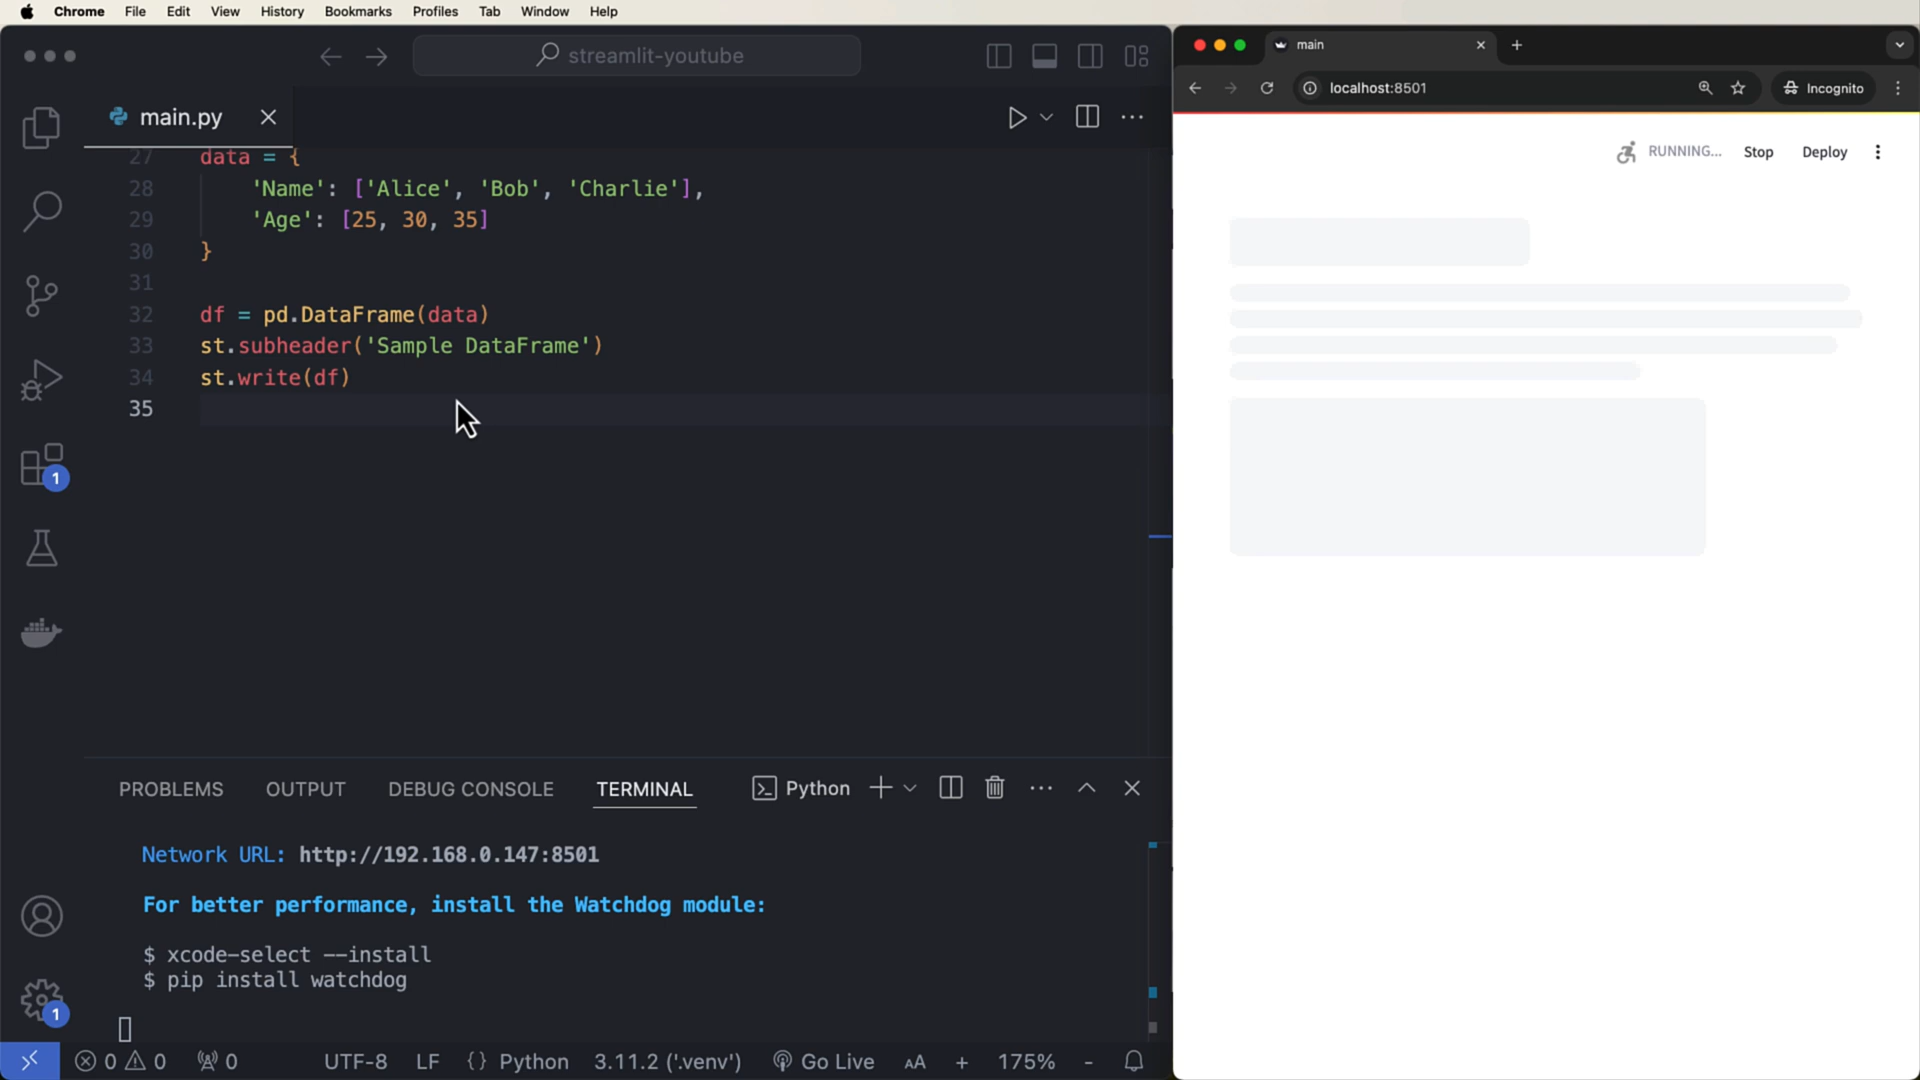 Chrome File Edit View History Bookmarks Profiles Tab Window Help
streamlit-youtube
main.py
27 data = {
28 'Name': ['Alice', 'Bob', 'Charlie'],
29 'Age': [25, 30, 35]
30 }
31
32 df = pd.DataFrame(data)
33 st.subheader('Sample DataFrame')
34 st.write(df)
35
1
PROBLEMS OUTPUT DEBUG CONSOLE TERMINAL Python
Network URL: http://192.168.0.147:8501
For better performance, install the Watchdog module:
$ xcode-select --install
$ pip install watchdog
1
0 0 0 UTF-8 LF {} Python 3.11.2 ('.venv') Go Live AA + 175% -
main
localhost:8501 Incognito
RUNNING... Stop Deploy